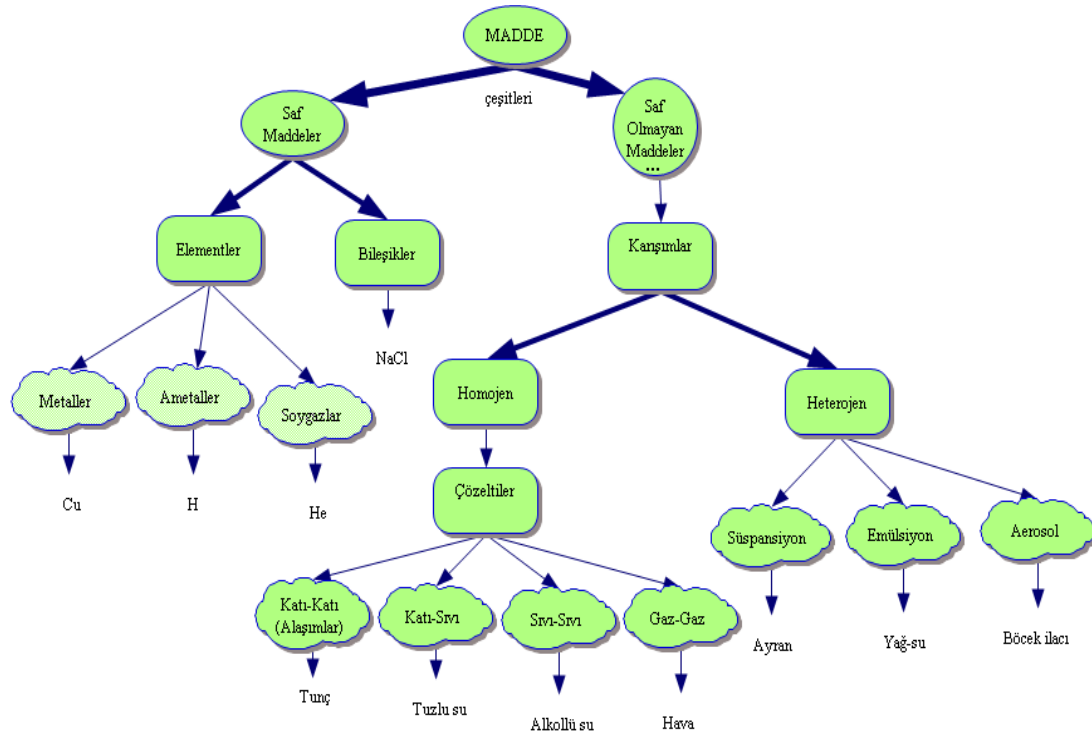 MADDE
çeşitleri
Saf
Maddeler
Saf
Olmayan
Maddeler
...
Elementler
Bileşikler
Karışımlar
NaCl
Metaller
Ametaller
Soygazlar
Homojen
Heterojen
Cu
H
He
Çözeltiler
Süspansiyon
Emülsiyon
Aerosol
Katı-Katı
(Alaşımlar)
Katı-Sıvı
Sıvı-Sıvı
Gaz-Gaz
Ayran
Yağ-su
Böcek ilacı
Tunç
Tuzlu su
Alkollü su
Hava